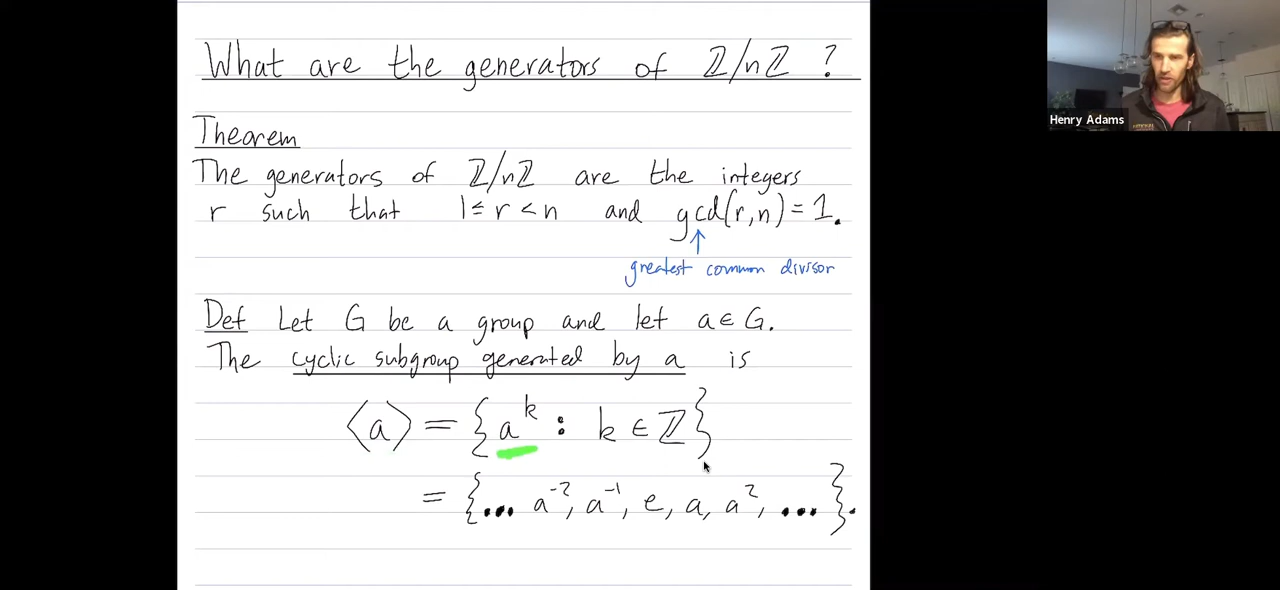 What are the generators of ℤ/nℤ ?
Henry Adams
Theorem
The generators of ℤ/nℤ are the integers
r such that 1 ≤ r < n and gcd(r,n) = 1.
↑
greatest common divisor
Def Let G be a group and let a ∈ G.
The cyclic subgroup generated by a is
⟨a⟩ = {a^k : k ∈ ℤ}
= {... a^-2, a^-1, e, a, a^2, ...}.